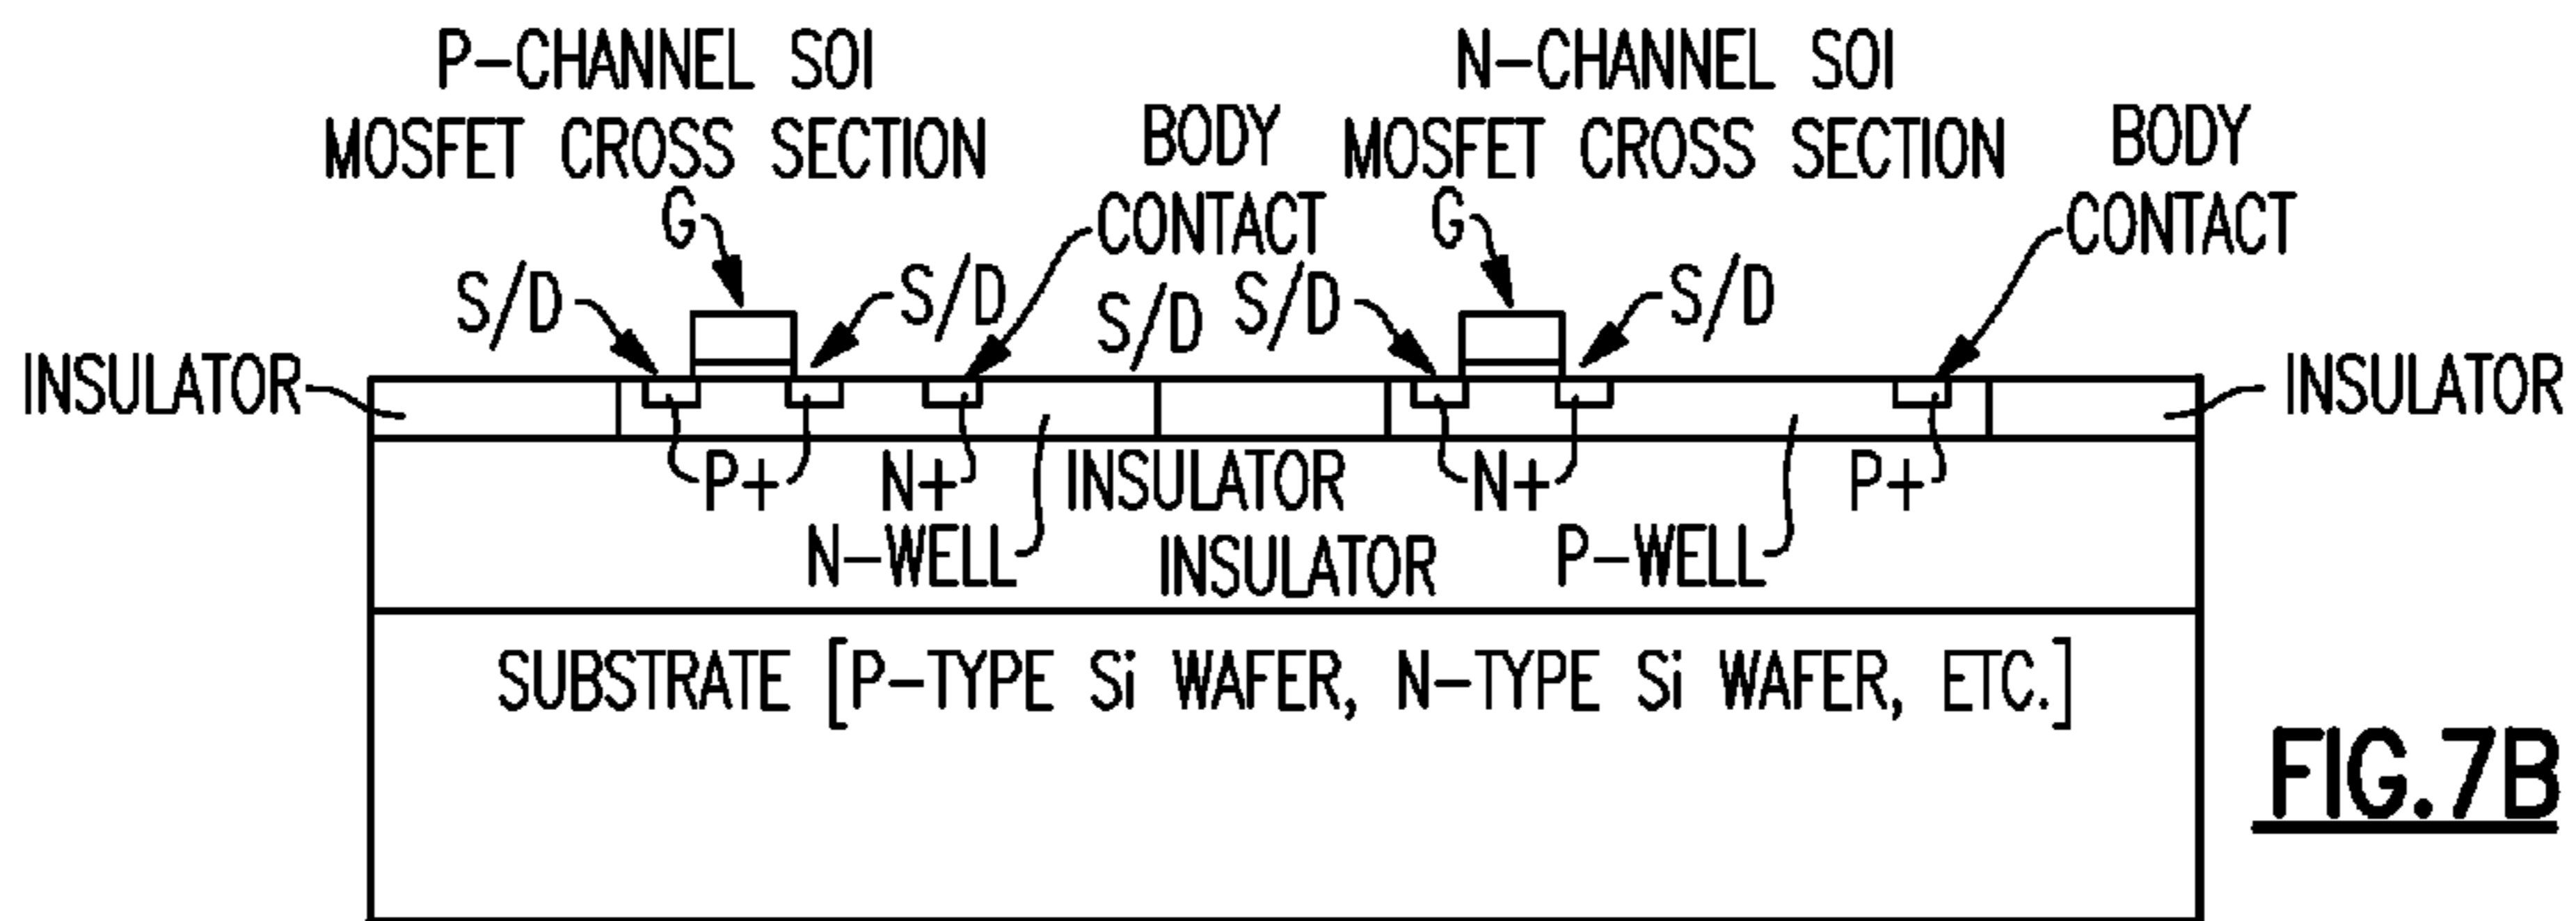 P-CHANNEL SOI
MOSFET CROSS SECTION
N-CHANNEL SOI
MOSFET CROSS SECTION
BODY
CONTACT
BODY
CONTACT
G
G
S/D
S/D
S/D
S/D
S/D
INSULATOR
INSULATOR
P+
N+
INSULATOR
N+
P+
N-WELL
INSULATOR
P-WELL
SUBSTRATE [P-TYPE Si WAFER, N-TYPE Si WAFER, ETC.]
FIG.7B